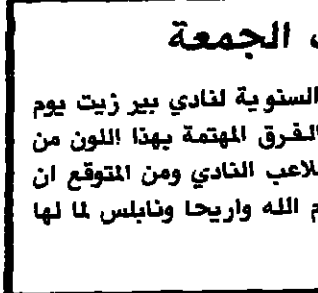 الجمعة
السنوية لنادي بير زيت يوم
الفرق المهتمة بهذا اللون من
النادي ومن المتوقع ان
الله واريحا ونابلس لما لها